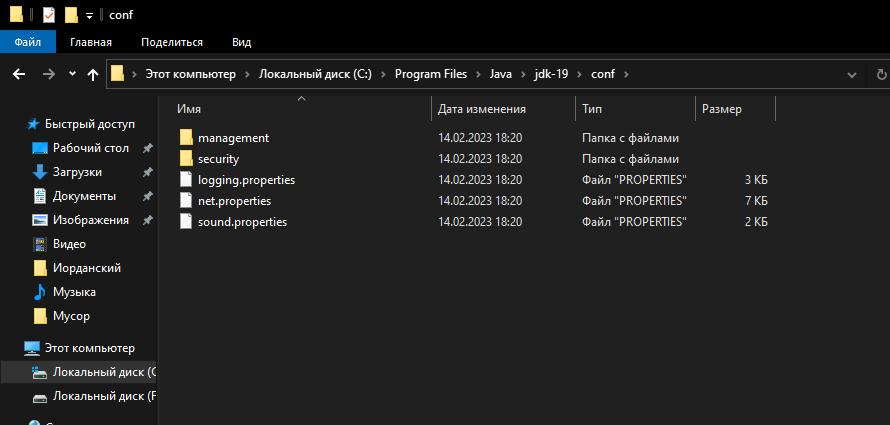 conf
Файл Главная Поделиться Вид
Этот компьютер Локальный диск (C:) Program Files Java jdk-19 conf
Имя Дата изменения Тип Размер
Быстрый доступ
Рабочий стол
Загрузки
Документы
Изображения
Видео
Иорданский
Музыка
Мусор
Этот компьютер
Локальный диск (C
Локальный диск (F
management 14.02.2023 18:20 Папка с файлами
security 14.02.2023 18:20 Папка с файлами
logging.properties 14.02.2023 18:20 Файл "PROPERTIES" 3 КБ
net.properties 14.02.2023 18:20 Файл "PROPERTIES" 7 КБ
sound.properties 14.02.2023 18:20 Файл "PROPERTIES" 2 КБ